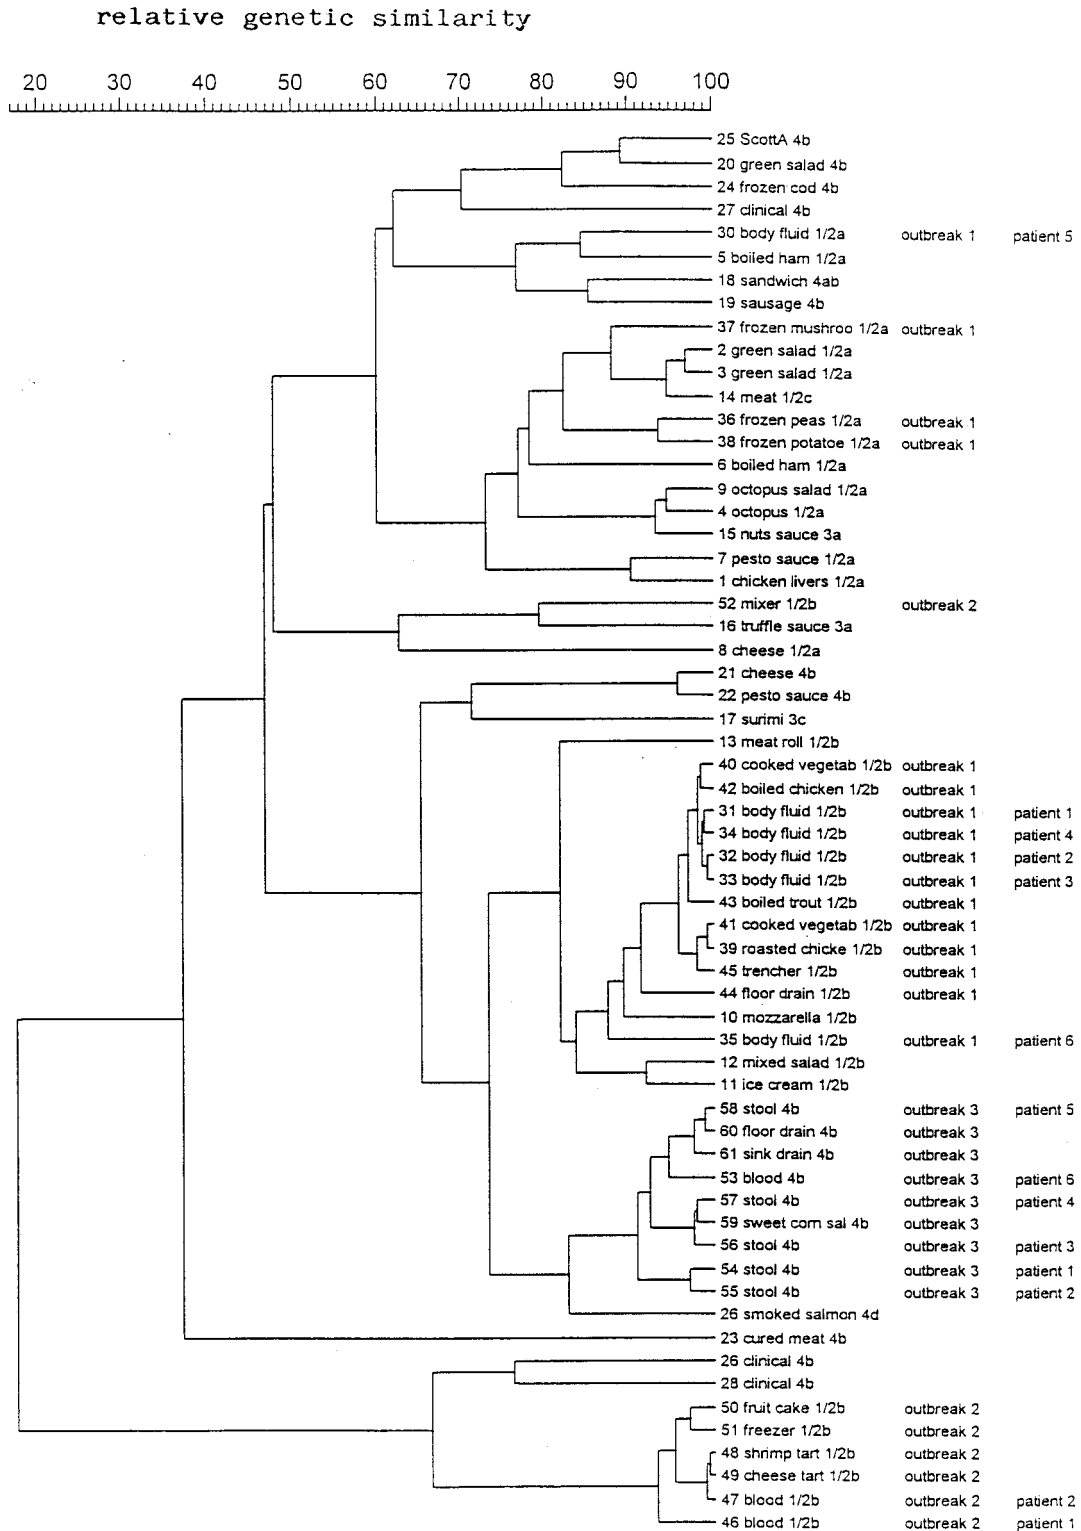 relative genetic similarity
20 30 40 50 60 70 80 90 100
25 ScottA 4b
20 green salad 4b
24 frozen cod 4b
27 clinical 4b
30 body fluid 1/2a outbreak 1 patient 5
5 boiled ham 1/2a
18 sandwich 4ab
19 sausage 4b
37 frozen mushroo 1/2a outbreak 1
2 green salad 1/2a
3 green salad 1/2a
14 meat 1/2c
36 frozen peas 1/2a outbreak 1
38 frozen potatoe 1/2a outbreak 1
6 boiled ham 1/2a
9 octopus salad 1/2a
4 octopus 1/2a
15 nuts sauce 3a
7 pesto sauce 1/2a
1 chicken livers 1/2a
52 mixer 1/2b outbreak 2
16 truffle sauce 3a
8 cheese 1/2a
21 cheese 4b
22 pesto sauce 4b
17 surimi 3c
13 meat roll 1/2b
40 cooked vegetab 1/2b outbreak 1
42 boiled chicken 1/2b outbreak 1
31 body fluid 1/2b outbreak 1 patient 1
34 body fluid 1/2b outbreak 1 patient 4
32 body fluid 1/2b outbreak 1 patient 2
33 body fluid 1/2b outbreak 1 patient 3
43 boiled trout 1/2b outbreak 1
41 cooked vegetab 1/2b outbreak 1
39 roasted chicke 1/2b outbreak 1
45 trencher 1/2b outbreak 1
44 floor drain 1/2b outbreak 1
10 mozzarella 1/2b
35 body fluid 1/2b outbreak 1 patient 6
12 mixed salad 1/2b
11 ice cream 1/2b
58 stool 4b outbreak 3 patient 5
60 floor drain 4b outbreak 3
61 sink drain 4b outbreak 3
53 blood 4b outbreak 3 patient 6
57 stool 4b outbreak 3 patient 4
59 sweet corn sal 4b outbreak 3
56 stool 4b outbreak 3 patient 3
54 stool 4b outbreak 3 patient 1
55 stool 4b outbreak 3 patient 2
26 smoked salmon 4d
23 cured meat 4b
26 clinical 4b
28 clinical 4b
50 fruit cake 1/2b outbreak 2
51 freezer 1/2b outbreak 2
48 shrimp tart 1/2b outbreak 2
49 cheese tart 1/2b outbreak 2
47 blood 1/2b outbreak 2 patient 2
46 blood 1/2b outbreak 2 patient 1